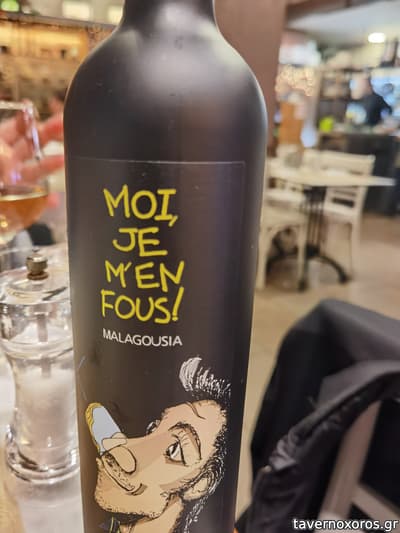 MOI,
JE
M'EN
FOUS!
MALAGOUSIA
tavernoxoros.gr